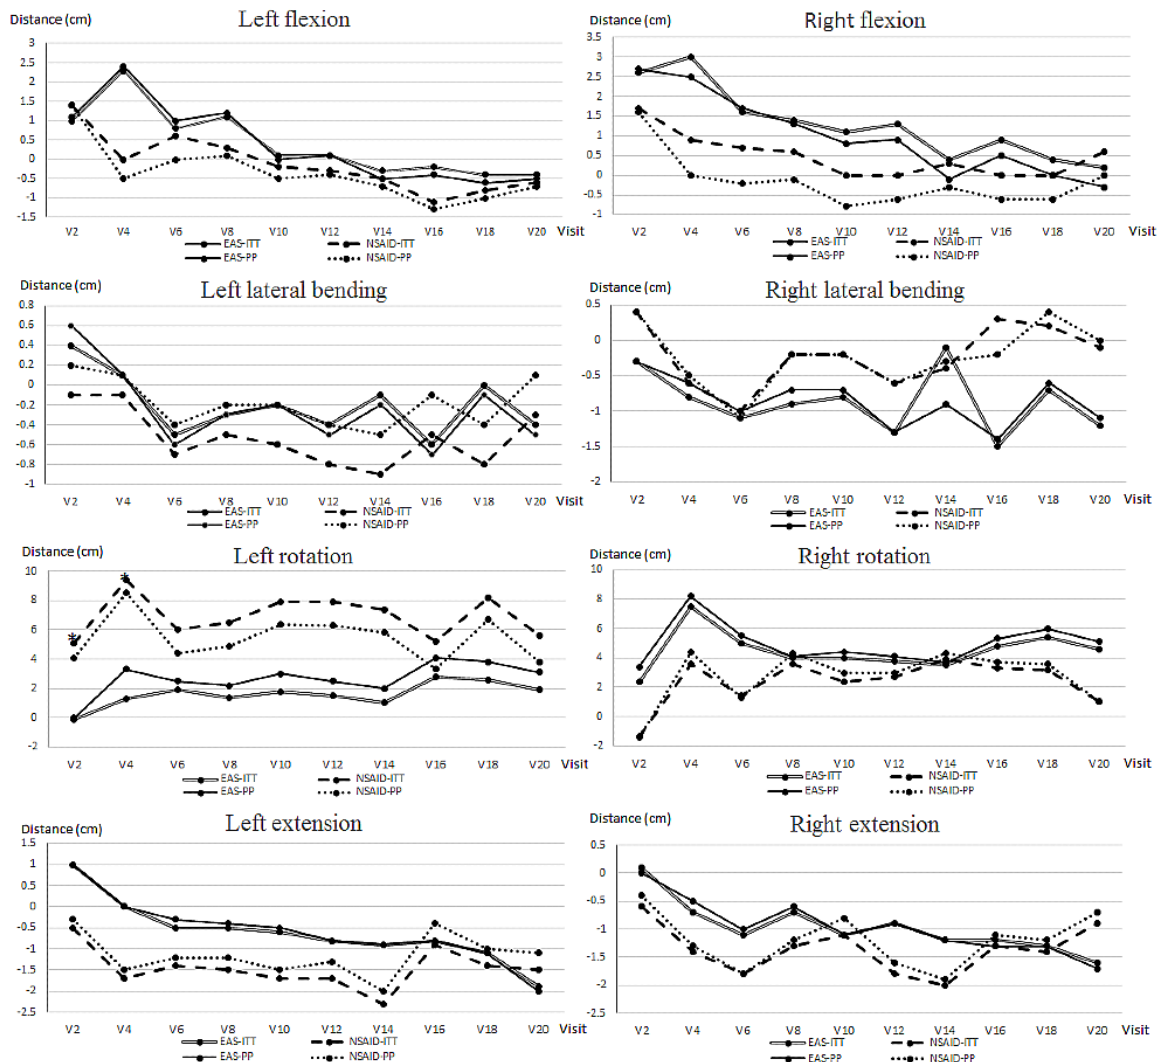 Distance (cm)
Left flexion
3
2.5
2
1.5
1
0.5
0
-0.5
-1
-1.5
V2 V4 V6 V8 V10 V12 V14 V16 V18 V20 Visit
EAS-ITT NSAID-ITT
EAS-PP NSAID-PP
Distance (cm)
Right flexion
3.5
3
2.5
2
1.5
1
0.5
0
-0.5
-1
V2 V4 V6 V8 V10 V12 V14 V16 V18 V20 Visit
EAS-ITT NSAID-ITT
EAS-PP NSAID-PP
Distance (cm)
Left lateral bending
0.8
0.6
0.4
0.2
0
-0.2
-0.4
-0.6
-0.8
-1
V2 V4 V6 V8 V10 V12 V14 V16 V18 V20 Visit
EAS-ITT NSAID-ITT
EAS-PP NSAID-PP
Distance (cm)
Right lateral bending
0.5
0
-0.5
-1
-1.5
-2
V2 V4 V6 V8 V10 V12 V14 V16 V18 V20 Visit
EAS-ITT NSAID-ITT
EAS-PP NSAID-PP
Distance (cm)
Left rotation
10
8
6
4
2
0
-2
* *
V2 V4 V6 V8 V10 V12 V14 V16 V18 V20 Visit
EAS-ITT NSAID-ITT
EAS-PP NSAID-PP
Distance (cm)
Right rotation
10
8
6
4
2
0
-2
V2 V4 V6 V8 V10 V12 V14 V16 V18 V20 Visit
EAS-ITT NSAID-ITT
EAS-PP NSAID-PP
Distance (cm)
Left extension
1.5
1
0.5
0
-0.5
-1
-1.5
-2
-2.5
V2 V4 V6 V8 V10 V12 V14 V16 V18 V20 Visit
EAS-ITT NSAID-ITT
EAS-PP NSAID-PP
Distance (cm)
Right extension
0.5
0
-0.5
-1
-1.5
-2
-2.5
V2 V4 V6 V8 V10 V12 V14 V16 V18 V20 Visit
EAS-ITT NSAID-ITT
EAS-PP NSAID-PP